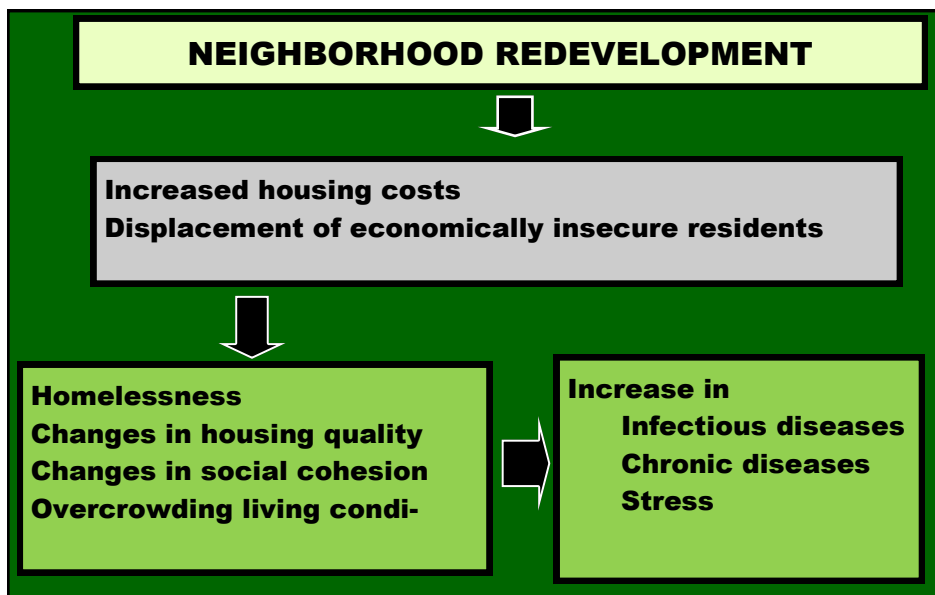 NEIGHBORHOOD REDEVELOPMENT
Increased housing costs
Displacement of economically insecure residents
Homelessness
Changes in housing quality
Changes in social cohesion
Overcrowding living condi-
Increase in
Infectious diseases
Chronic diseases
Stress